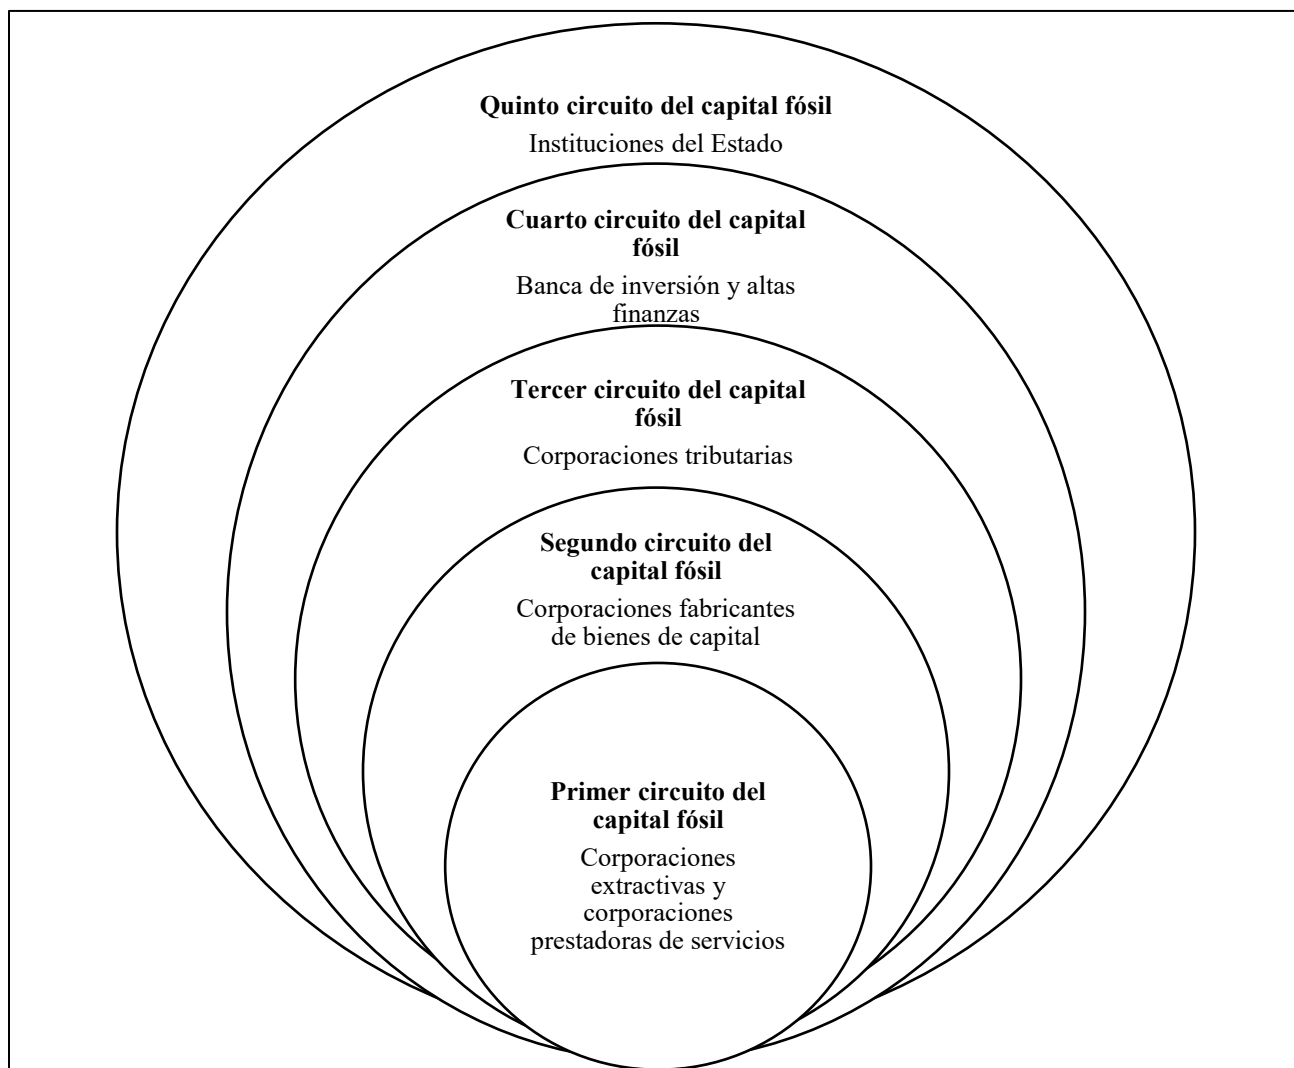 Quinto circuito del capital fósil
Instituciones del Estado
Cuarto circuito del capital
fósil
Banca de inversión y altas
finanzas
Tercer circuito del capital
fósil
Corporaciones tributarias
Segundo circuito del
capital fósil
Corporaciones fabricantes
de bienes de capital
Primer circuito del
capital fósil
Corporaciones
extractivas y
corporaciones
prestadoras de servicios